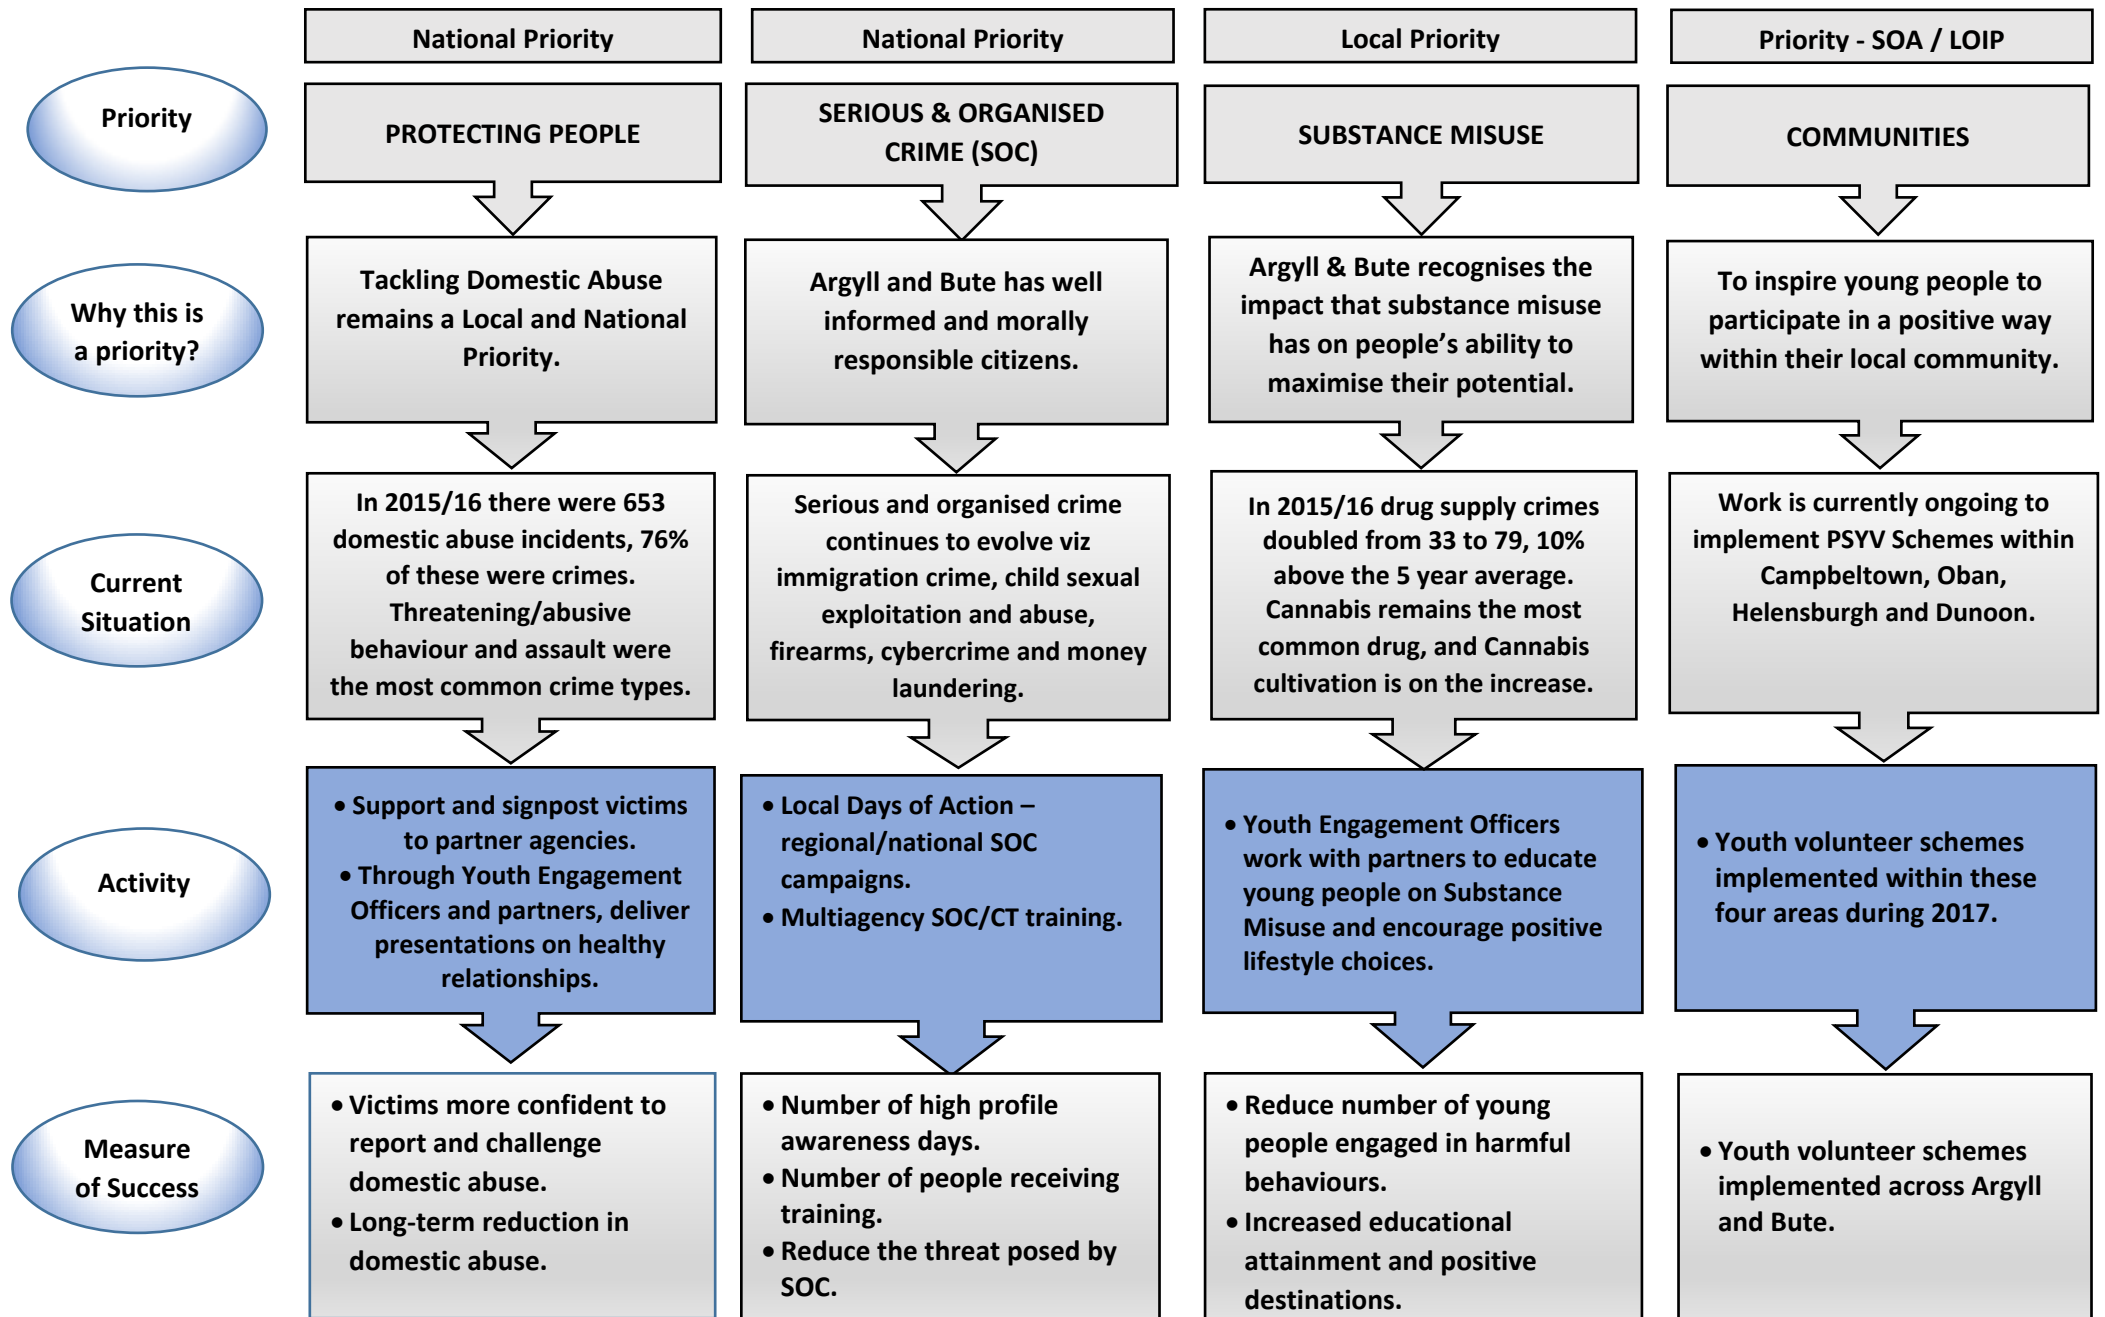 National Priority
National Priority
Local Priority
Priority - SOA / LOIP
Priority
PROTECTING PEOPLE
SERIOUS & ORGANISED
CRIME (SOC)
SUBSTANCE MISUSE
COMMUNITIES
Why this is
a priority?
Tackling Domestic Abuse
remains a Local and National
Priority.
Argyll and Bute has well
informed and morally
responsible citizens.
Argyll & Bute recognises the
impact that substance misuse
has on people’s ability to
maximise their potential.
To inspire young people to
participate in a positive way
within their local community.
Current
Situation
In 2015/16 there were 653
domestic abuse incidents, 76%
of these were crimes.
Threatening/abusive
behaviour and assault were
the most common crime types.
Serious and organised crime
continues to evolve viz
immigration crime, child sexual
exploitation and abuse,
firearms, cybercrime and money
laundering.
In 2015/16 drug supply crimes
doubled from 33 to 79, 10%
above the 5 year average.
Cannabis remains the most
common drug, and Cannabis
cultivation is on the increase.
Work is currently ongoing to
implement PSYV Schemes within
Campbeltown, Oban,
Helensburgh and Dunoon.
Activity
• Support and signpost victims
to partner agencies.
• Through Youth Engagement
Officers and partners, deliver
presentations on healthy
relationships.
• Local Days of Action –
regional/national SOC
campaigns.
• Multiagency SOC/CT training.
• Youth Engagement Officers
work with partners to educate
young people on Substance
Misuse and encourage positive
lifestyle choices.
• Youth volunteer schemes
implemented within these
four areas during 2017.
Measure
of Success
• Victims more confident to
report and challenge
domestic abuse.
• Long-term reduction in
domestic abuse.
• Number of high profile
awareness days.
• Number of people receiving
training.
• Reduce the threat posed by
SOC.
• Reduce number of young
people engaged in harmful
behaviours.
• Increased educational
attainment and positive
destinations.
• Youth volunteer schemes
implemented across Argyll
and Bute.